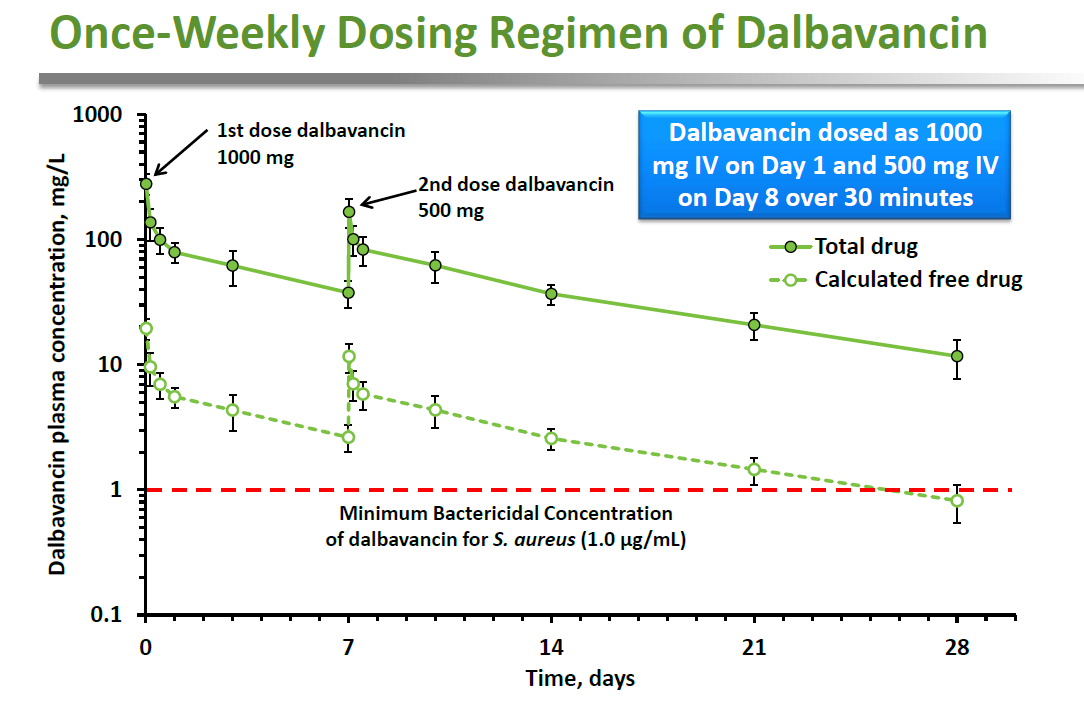 Once-Weekly Dosing Regimen of Dalbavancin
1000
100
10
1
0.1
Dalbavancin plasma concentration, mg/L
1st dose dalbavancin
1000 mg
2nd dose dalbavancin
500 mg
Dalbavancin dosed as 1000
mg IV on Day 1 and 500 mg IV
on Day 8 over 30 minutes
Total drug
Calculated free drug
Minimum Bactericidal Concentration
of dalbavancin for S. aureus (1.0 μg/mL)
0 7 14 21 28
Time, days